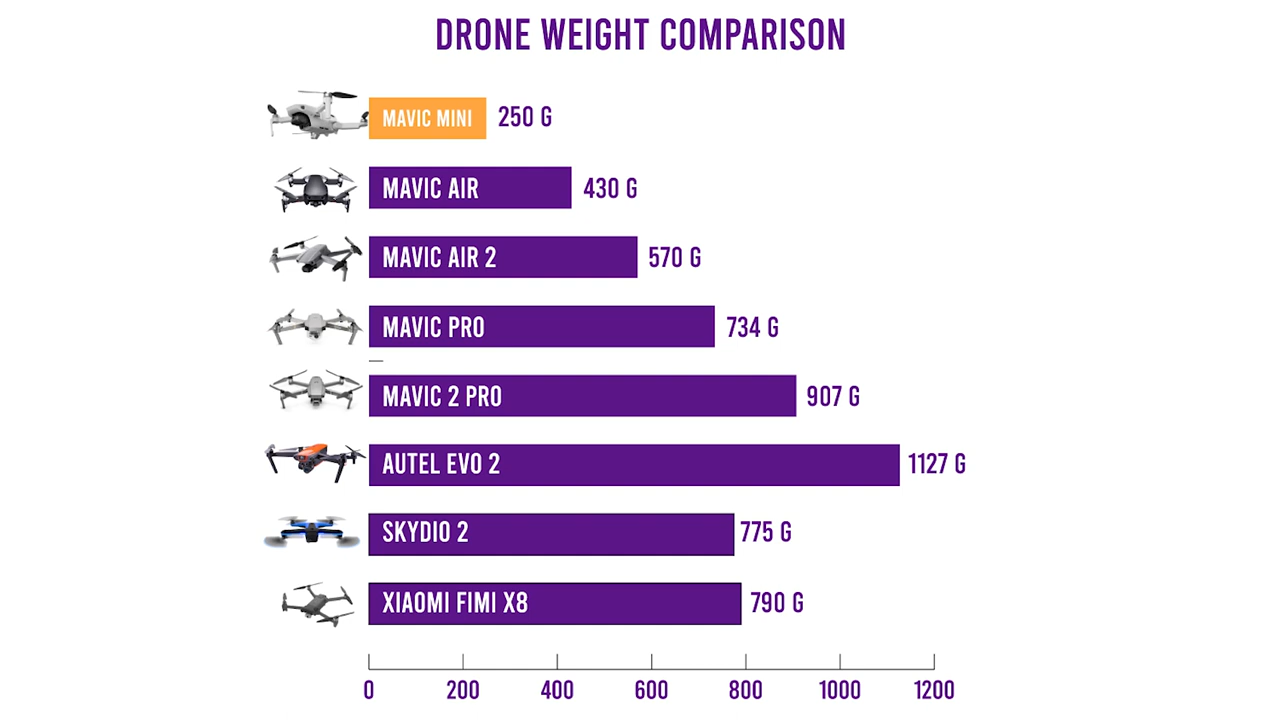 DRONE WEIGHT COMPARISON
MAVIC MINI 250 G
MAVIC AIR 430 G
MAVIC AIR 2 570 G
MAVIC PRO 734 G
MAVIC 2 PRO 907 G
AUTEL EVO 2 1127 G
SKYDIO 2 775 G
XIAOMI FIMI X8 790 G
0 200 400 600 800 1000 1200